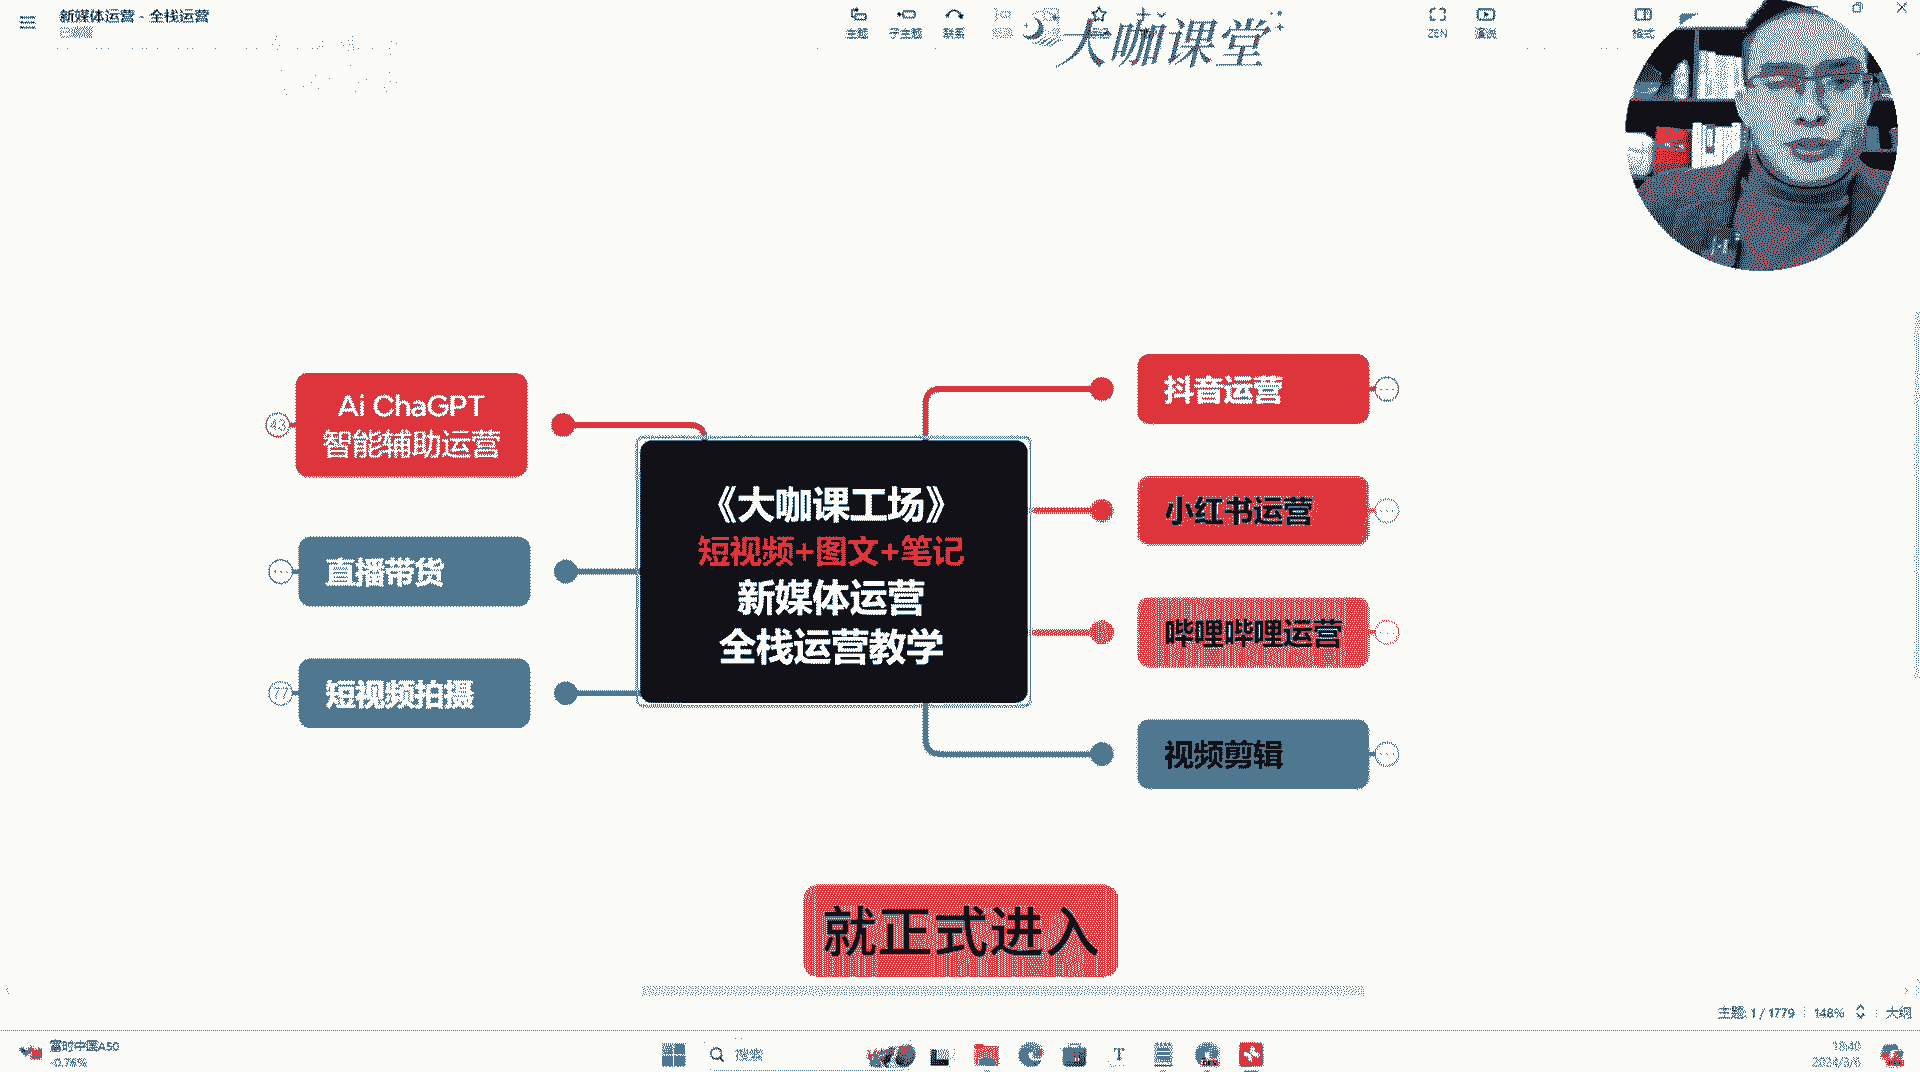 新媒体运营 - 全栈运营
已编辑
主题
子主题
联系
ZEN
演说
格式
大咖课堂
Ai ChaGPT
智能辅助运营
43
直播带货
短视频拍摄
77
《大咖课工场》
短视频+图文+笔记
新媒体运营
全栈运营教学
抖音运营
小红书运营
哔哩哔哩运营
视频剪辑
就正式进入
主题: 1 / 1779
148%
大纲
富时中国A50
-0.76%
搜索
18:40
2024/3/6